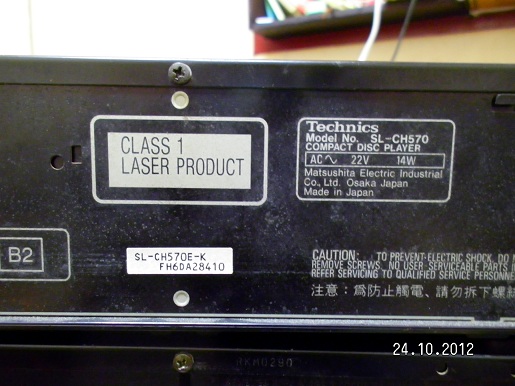 CLASS 1
LASER PRODUCT
Technics
Model No. SL-CH570
COMPACT DISC PLAYER
AC 22V 14W
Matsushita Electric Industrial
Co., Ltd. Osaka Japan
Made in Japan
B2
SL-CH570E-K
FH6DA28410
CAUTION: TO PREVENT ELECTRIC SHOCK, DO
REMOVE SCREWS. NO USER SERVICEABLE PARTS
REFER SERVICING TO QUALIFIED SERVICE PERSONNE
注意：為防止觸電、請勿拆下螺
24.10.2012